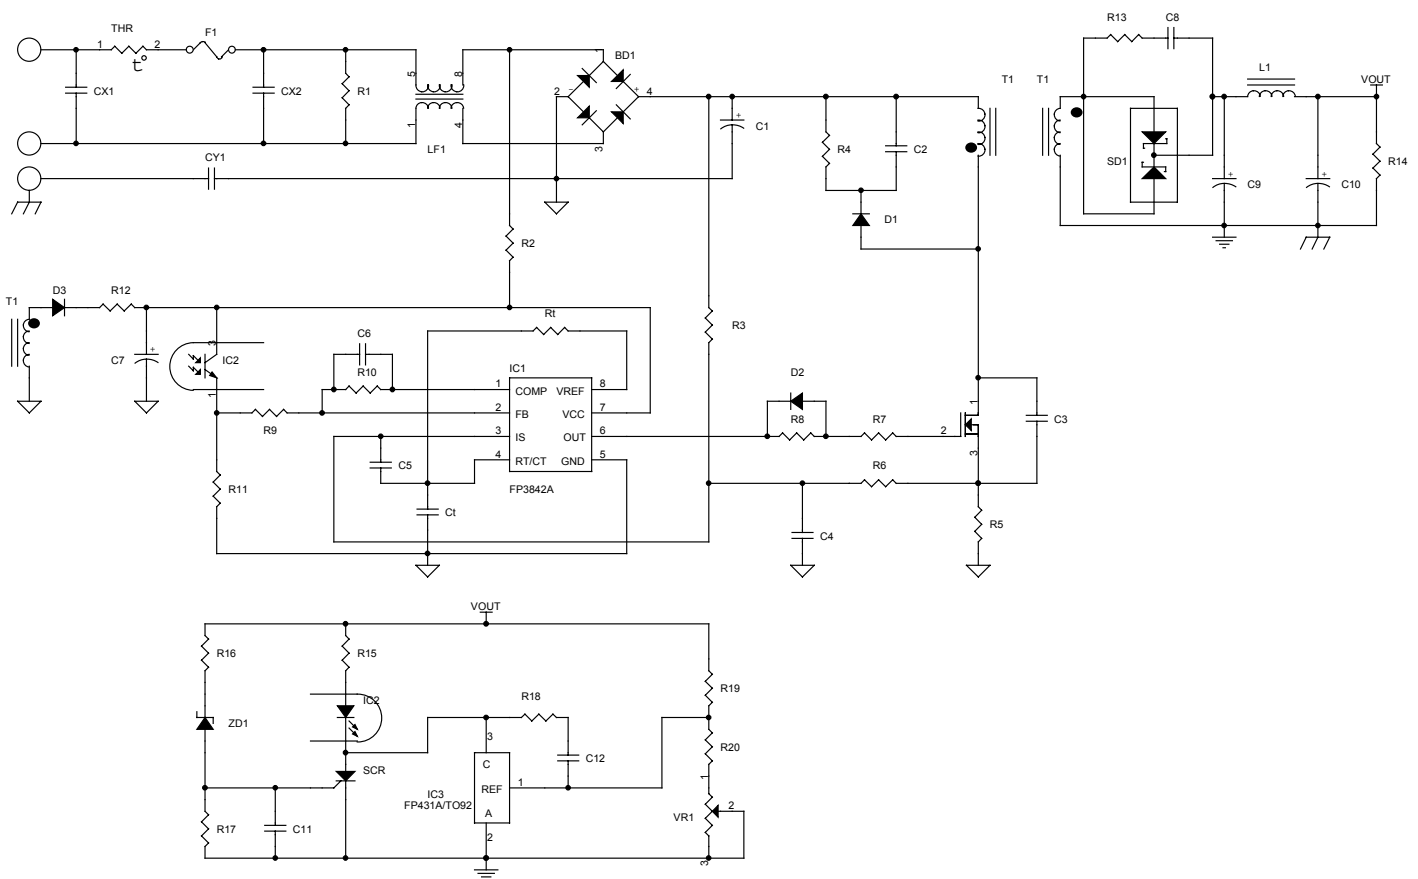 THR
F1
1
2
t°
CX1
CX2
R1
5
8
1
4
LF1
BD1
2
-
+
4
3
CY1
C1
+
R4
C2
D1
T1
T1
R13
C8
L1
VOUT
SD1
C9
+
C10
+
R14
R2
R3
T1
D3
R12
C7
+
3
IC2
1
C6
R10
Rt
IC1
1
COMP
VREF
8
2
FB
VCC
7
3
IS
OUT
6
4
RT/CT
GND
5
FP3842A
R9
R11
C5
Ct
D2
R8
R7
2
1
3
C3
R6
C4
R5
VOUT
R16
R15
ZD1
IC2
SCR
R17
C11
R18
C12
3
C
REF
1
A
2
IC3
FP431A/TO92
R19
R20
1
VR1
2
3